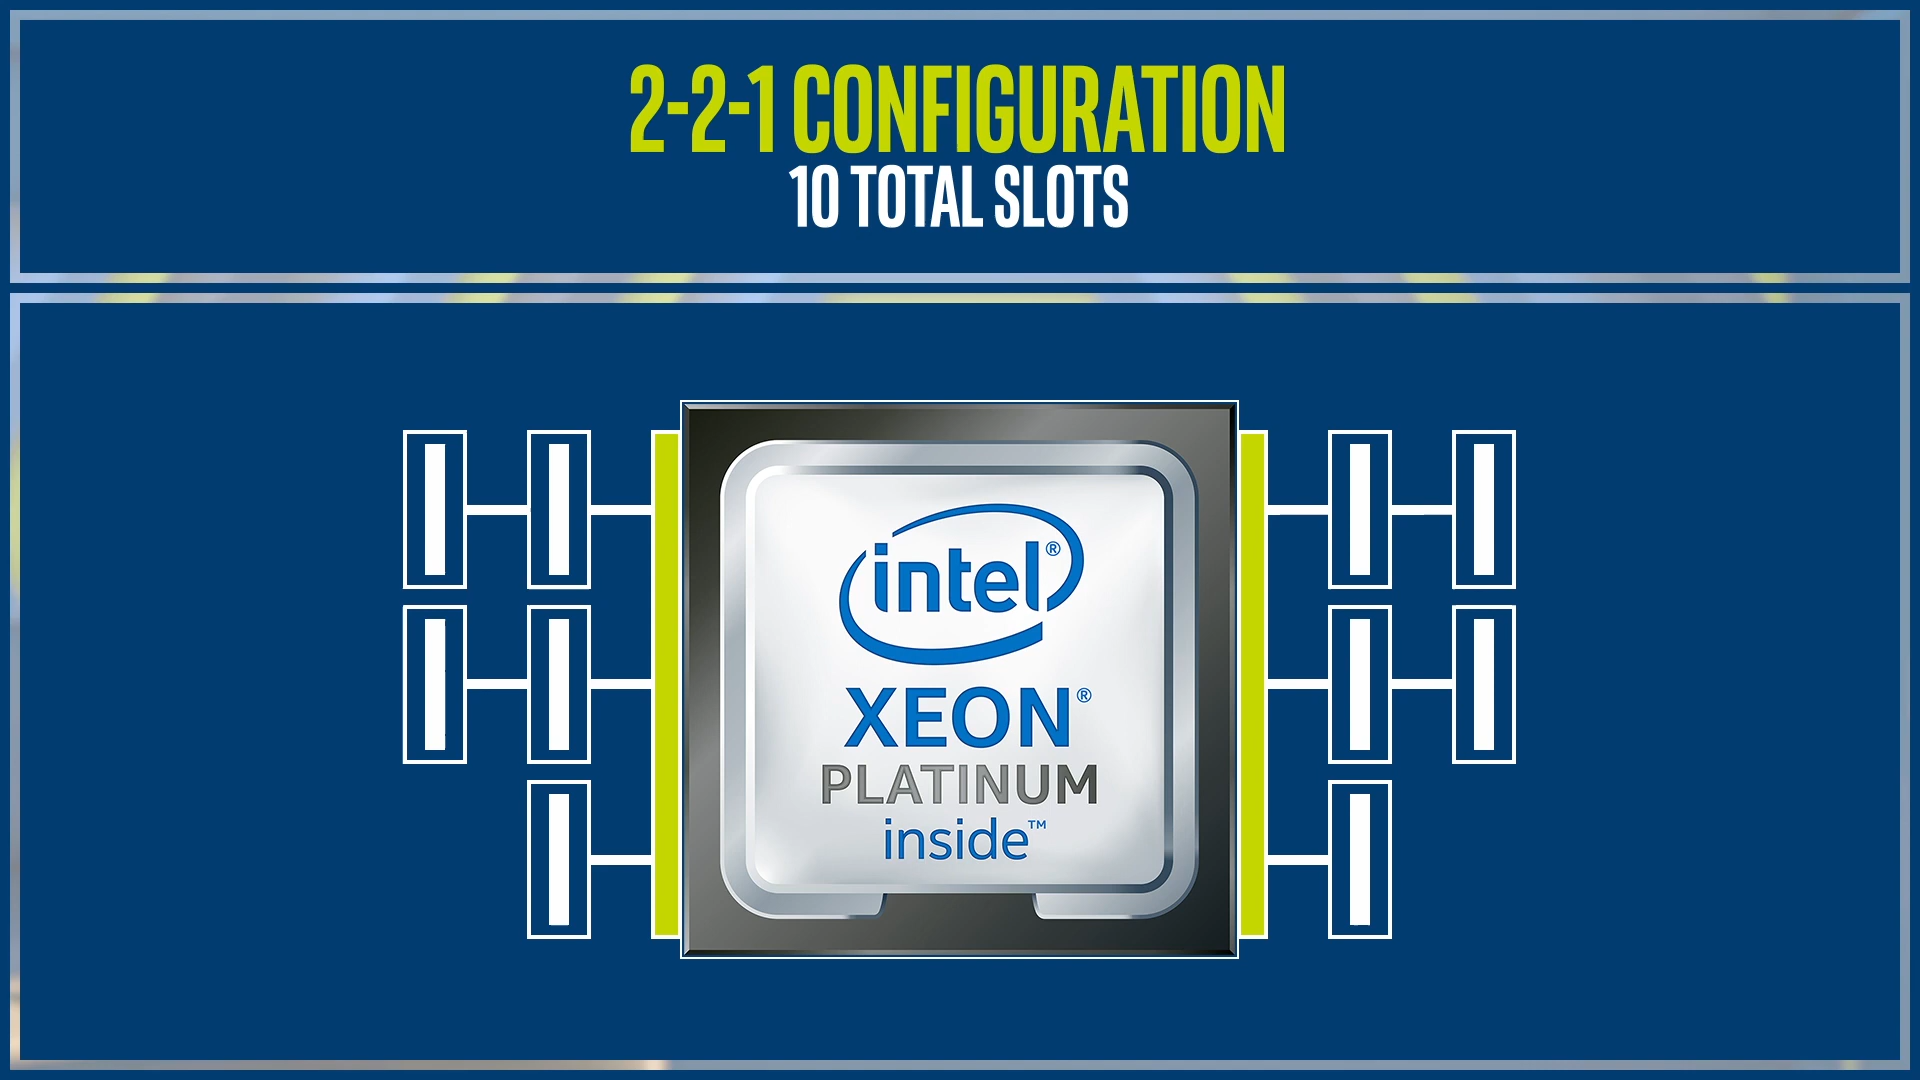 2-2-1 CONFIGURATION
10 TOTAL SLOTS
intel®
XEON®
PLATINUM
inside™